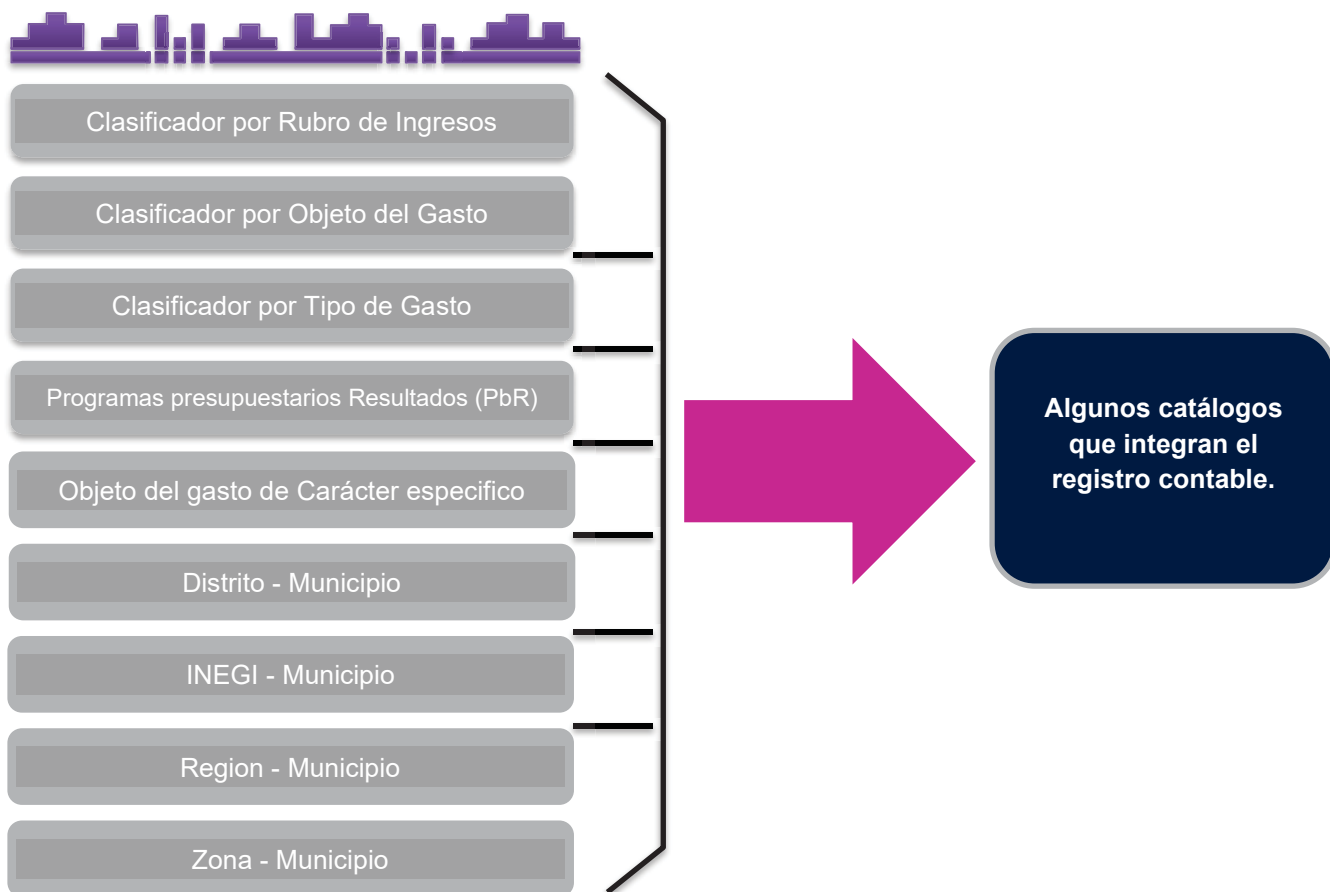 Clasificador por Rubro de Ingresos
Clasificador por Objeto del Gasto
Clasificador por Tipo de Gasto
Programas presupuestarios Resultados (PbR)
Objeto del gasto de Carácter especifico
Distrito - Municipio
INEGI - Municipio
Region - Municipio
Zona - Municipio
Algunos catálogos
que integran el
registro contable.